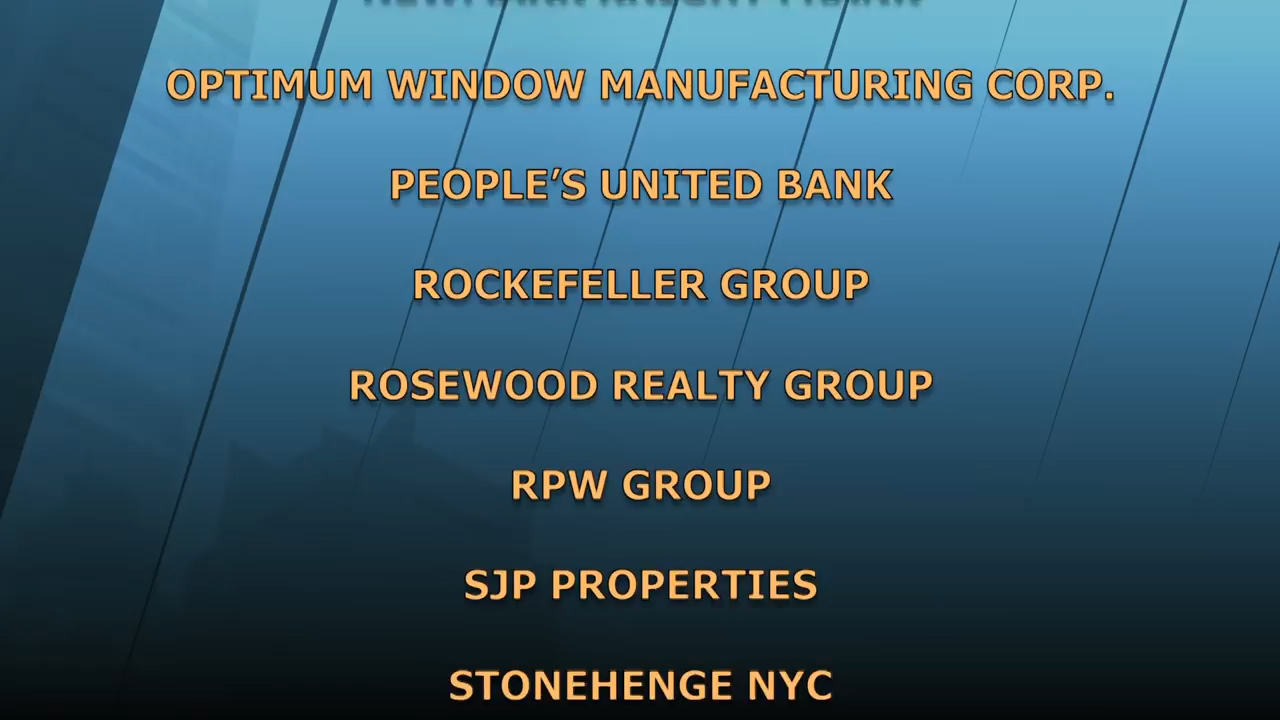 OPTIMUM WINDOW MANUFACTURING CORP.
PEOPLE’S UNITED BANK
ROCKEFELLER GROUP
ROSEWOOD REALTY GROUP
RPW GROUP
SJP PROPERTIES
STONEHENGE NYC